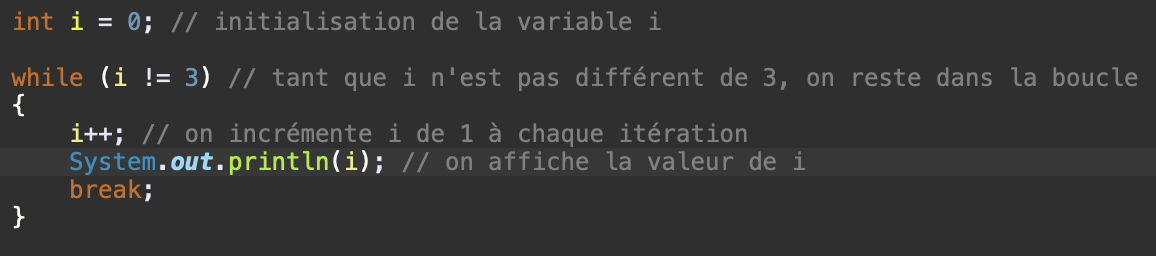 int i = 0; // initialisation de la variable i
while (i != 3) // tant que i n'est pas différent de 3, on reste dans la boucle
{
i++; // on incrémente i de 1 à chaque itération
System.out.println(i); // on affiche la valeur de i
break;
}